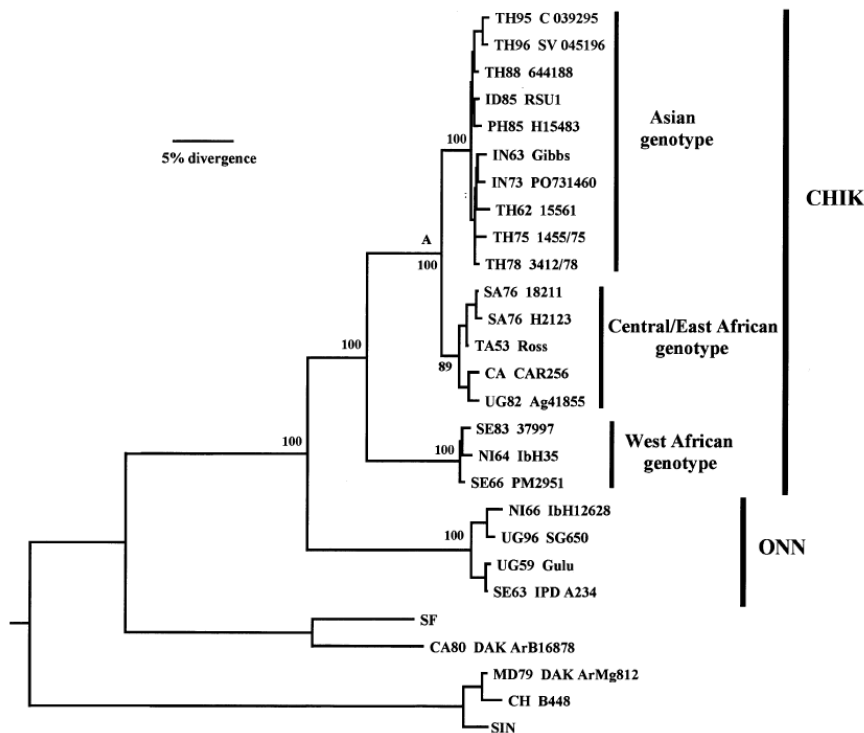 TH95 C 039295
TH96 SV 045196
TH88 644188
ID85 RSU1
PH85 H15483
IN63 Gibbs
IN73 PO731460
TH62 15561
TH75 1455/75
TH78 3412/78
SA76 18211
SA76 H2123
TA53 Ross
CA CAR256
UG82 Ag41855
SE83 37997
NI64 IbH35
SE66 PM2951
NI66 IbH12628
UG96 SG650
UG59 Gulu
SE63 IPD A234
SF
CA80 DAK ArB16878
MD79 DAK ArMg812
CH B448
SIN
5% divergence
100
A
100
89
100
100
100
100
Asian
genotype
Central/East African
genotype
West African
genotype
CHIK
ONN